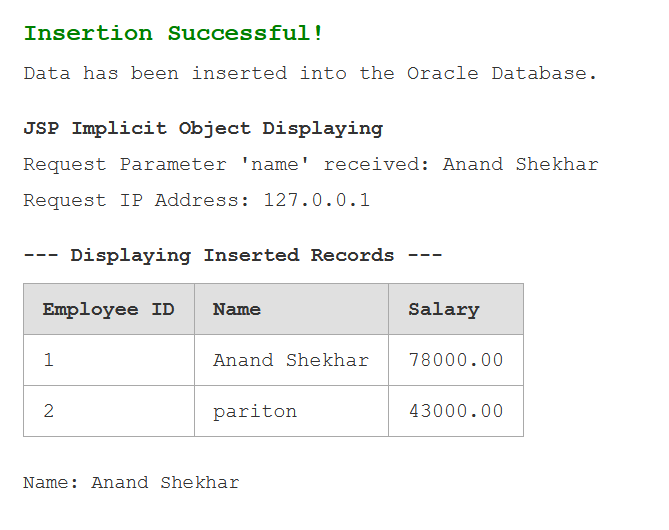 Insertion Successful!
Data has been inserted into the Oracle Database.
JSP Implicit Object Displaying
Request Parameter 'name' received: Anand Shekhar
Request IP Address: 127.0.0.1
--- Displaying Inserted Records ---
Employee ID Name Salary
1 Anand Shekhar 78000.00
2 pariton 43000.00
Name: Anand Shekhar